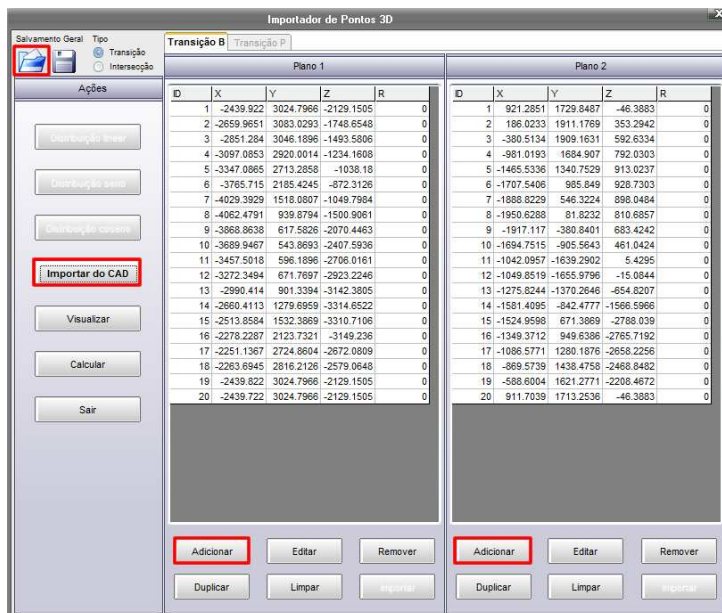 Importador de Pontos 3D
Salvamento Geral Tipo
Transição
Intersecção
Transição B Transição P
Ações
Distribuição linear
Distribuição seno
Distribuição cosseno
Importar do CAD
Visualizar
Calcular
Sair
Plano 1
ID X Y Z R
1 -2439.922 3024.7966 -2129.1505 0
2 -2659.9651 3083.0293 -1748.6548 0
3 -2851.284 3046.1896 -1493.5806 0
4 -3097.0853 2920.0014 -1234.1608 0
5 -3347.0865 2713.2858 -1038.18 0
6 -3765.715 2185.4245 -872.3126 0
7 -4029.3929 1518.0807 -1049.7984 0
8 -4062.4791 939.8794 -1500.9061 0
9 -3868.8638 617.5826 -2070.4463 0
10 -3689.9467 543.8693 -2407.5936 0
11 -3457.5018 596.1896 -2706.0161 0
12 -3272.3494 671.7697 -2923.2246 0
13 -2990.414 901.3394 -3142.3805 0
14 -2660.4113 1279.6959 -3314.6522 0
15 -2513.8584 1532.3869 -3310.7106 0
16 -2278.2287 2123.7321 -3149.236 0
17 -2251.1367 2724.8604 -2672.0809 0
18 -2263.6945 2816.2126 -2579.0648 0
19 -2439.822 3024.7966 -2129.1505 0
20 -2439.722 3024.7966 -2129.1505 0
Adicionar Editar Remover
Duplicar Limpar Importar
Plano 2
ID X Y Z R
1 921.2851 1729.8487 -46.3883 0
2 186.0233 1911.1769 353.2942 0
3 -380.5134 1909.1631 592.6334 0
4 -981.0193 1684.907 792.0303 0
5 -1465.5336 1340.7529 913.0237 0
6 -1707.5406 985.849 928.7303 0
7 -1888.8229 546.3224 898.0484 0
8 -1950.6288 81.8232 810.6857 0
9 -1917.117 -380.8401 683.4242 0
10 -1694.7515 -905.5643 461.0424 0
11 -1042.0957 -1639.2902 5.4295 0
12 -1049.8519 -1655.9796 -15.0844 0
13 -1275.8244 -1370.2646 -654.8207 0
14 -1581.4095 -842.4777 -1566.5966 0
15 -1524.9598 671.3869 -2788.039 0
16 -1349.3712 949.6386 -2765.7192 0
17 -1086.5771 1280.1876 -2658.2256 0
18 -869.5739 1438.4758 -2468.8482 0
19 -588.6004 1621.2771 -2208.4672 0
20 911.7039 1713.2536 -46.3883 0
Adicionar Editar Remover
Duplicar Limpar Importar